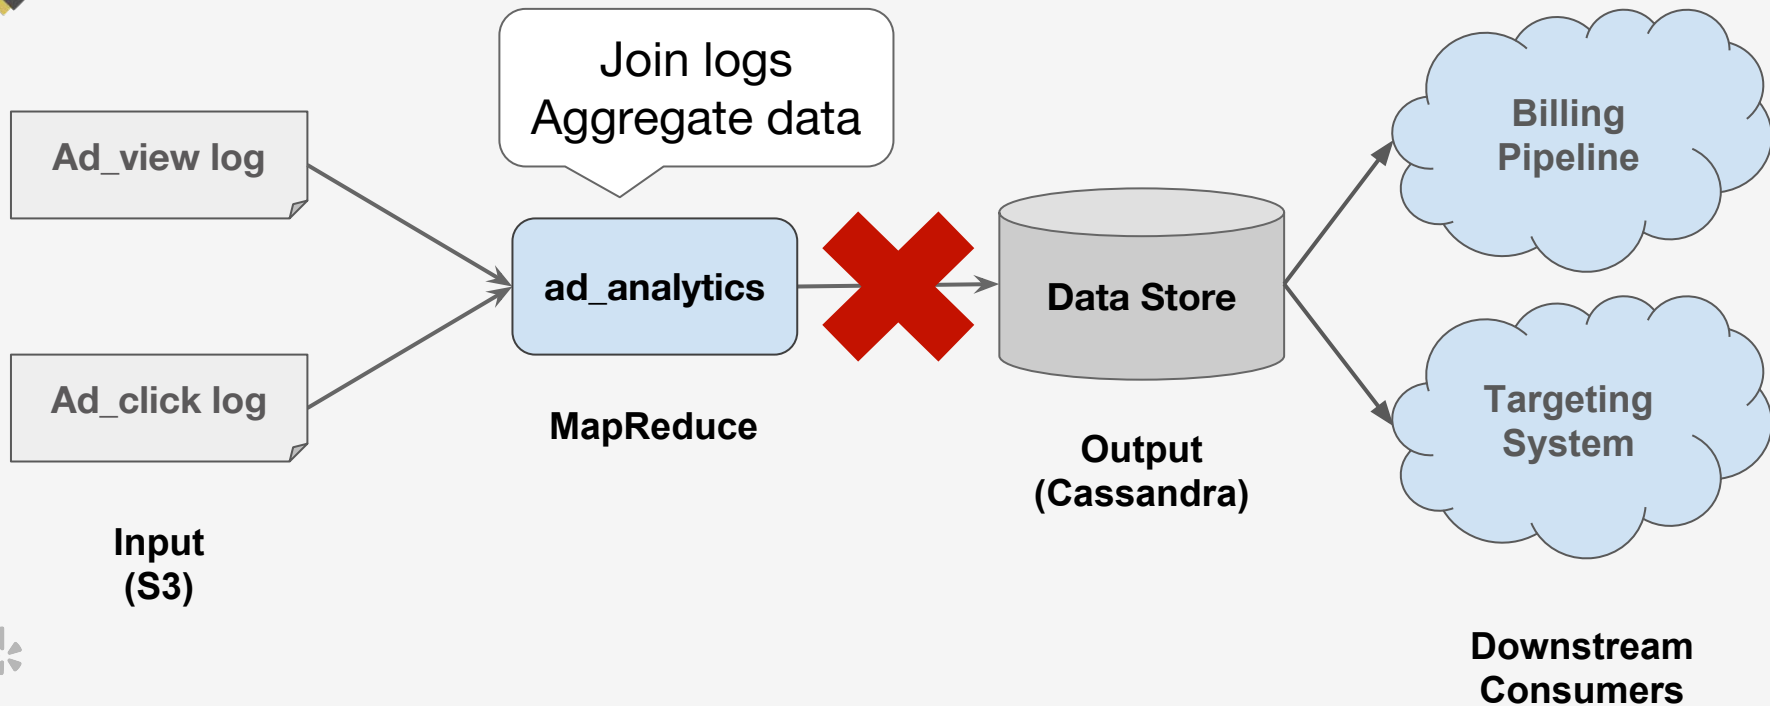 Join logs
Aggregate data
Ad_view log
Ad_click log
Input
(S3)
ad_analytics
MapReduce
Data Store
Output
(Cassandra)
Billing
Pipeline
Targeting
System
Downstream
Consumers